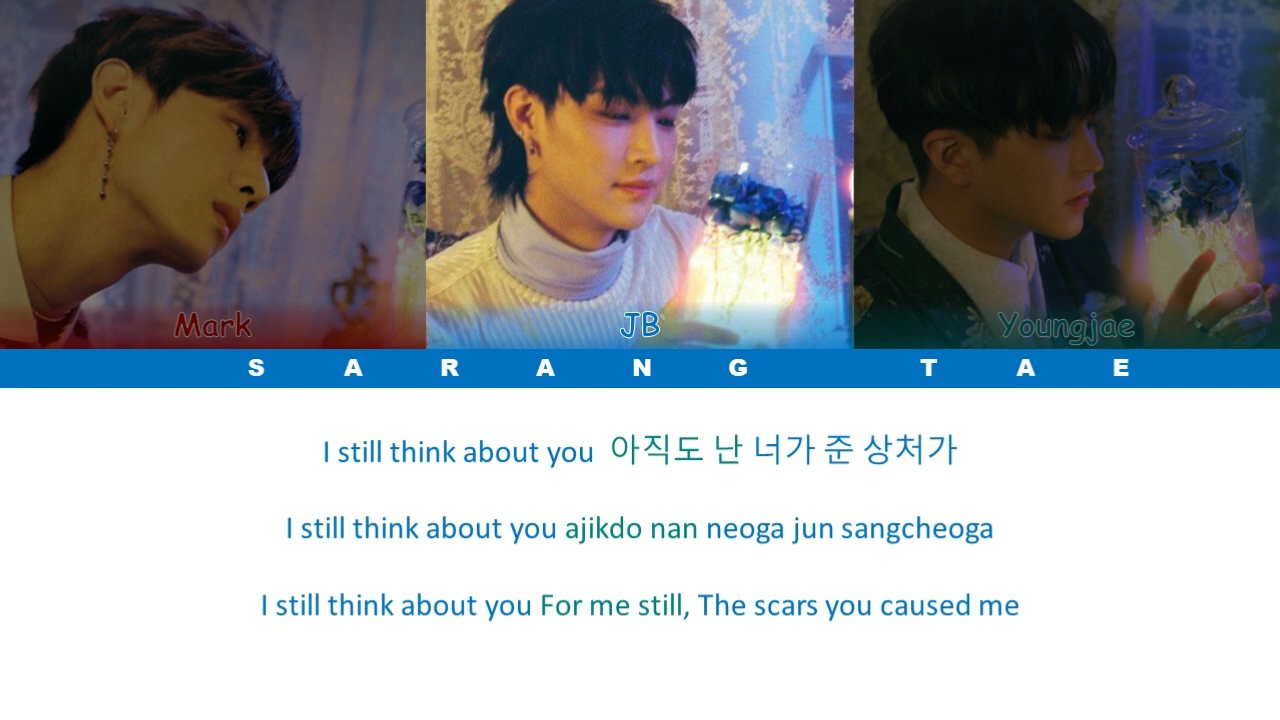 Mark
JB
Youngjae
SARANG TAE
I still think about you 아직도 난 너가 준 상처가
I still think about you ajikdo nan neoga jun sangcheoga
I still think about you For me still, The scars you caused me